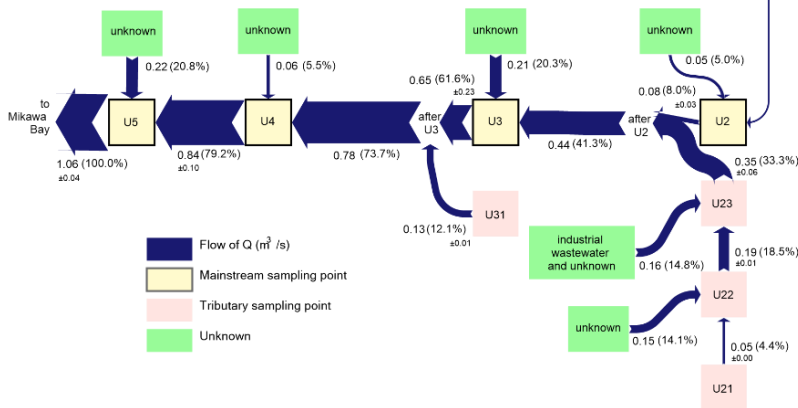 unknown
unknown
unknown
unknown
0.22 (20.8%)
0.06 (5.5%)
0.21 (20.3%)
0.05 (5.0%)
0.65 (61.6%)
±0.23
0.08 (8.0%)
±0.03
to
Mikawa
Bay
U5
U4
after
U3
U3
after
U2
U2
1.06 (100.0%)
±0.04
0.84 (79.2%)
±0.10
0.78 (73.7%)
0.44 (41.3%)
0.35 (33.3%)
±0.06
U31
0.13 (12.1%)
±0.01
U23
industrial
wastewater
and unknown
0.16 (14.8%)
0.19 (18.5%)
±0.01
U22
unknown
0.15 (14.1%)
0.05 (4.4%)
±0.00
U21
Flow of Q (m³ /s)
Mainstream sampling point
Tributary sampling point
Unknown